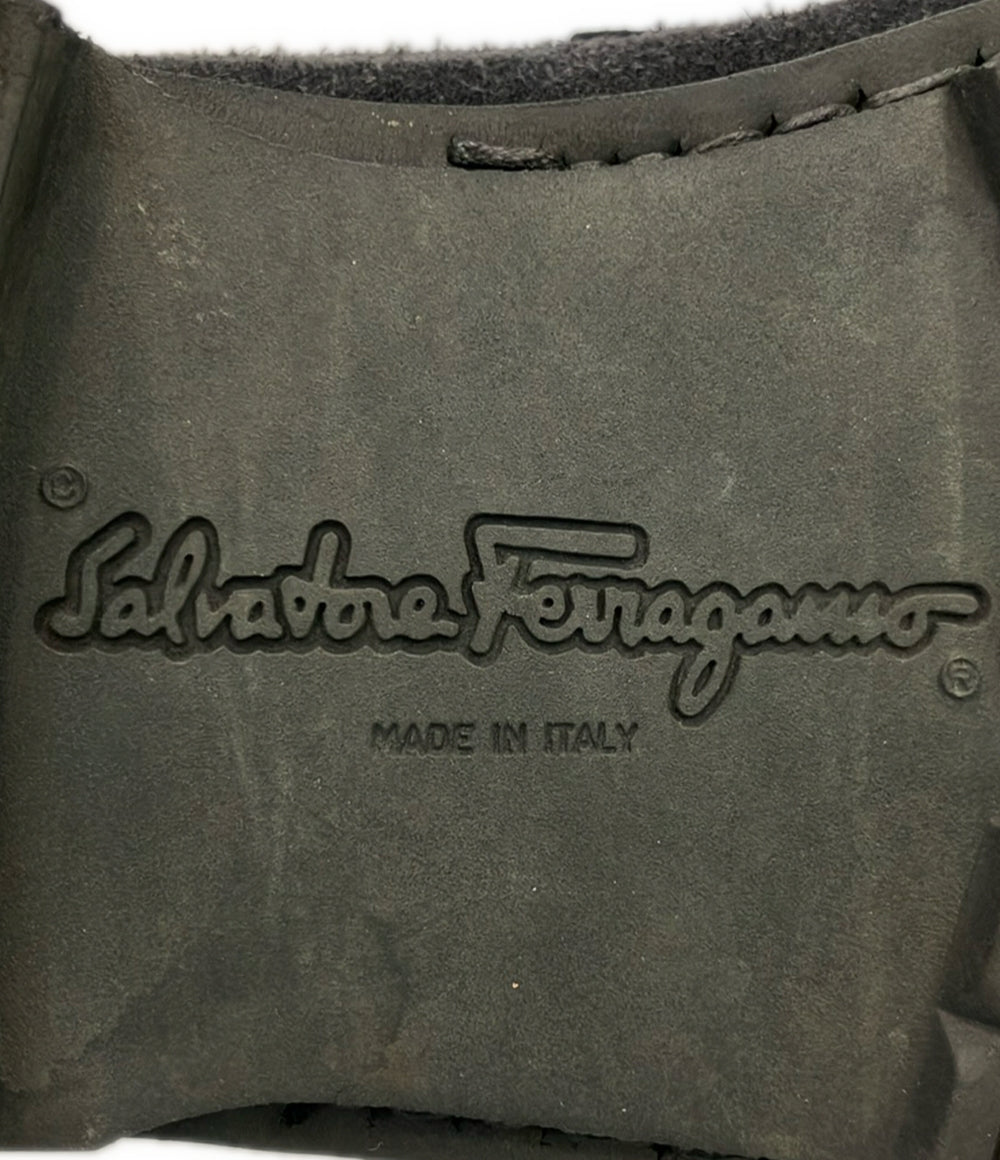 ©
Salvatore Ferragamo
®
MADE IN ITALY